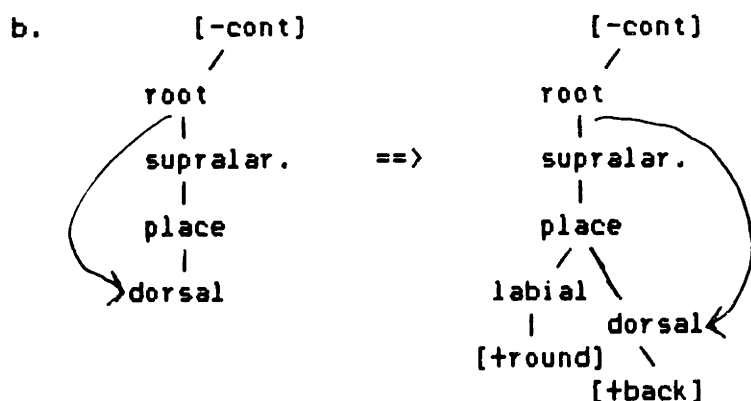 b. [-cont] [-cont]
root root
supralar. ==> supralar.
place place
dorsal labial dorsal
[+round] [+back]